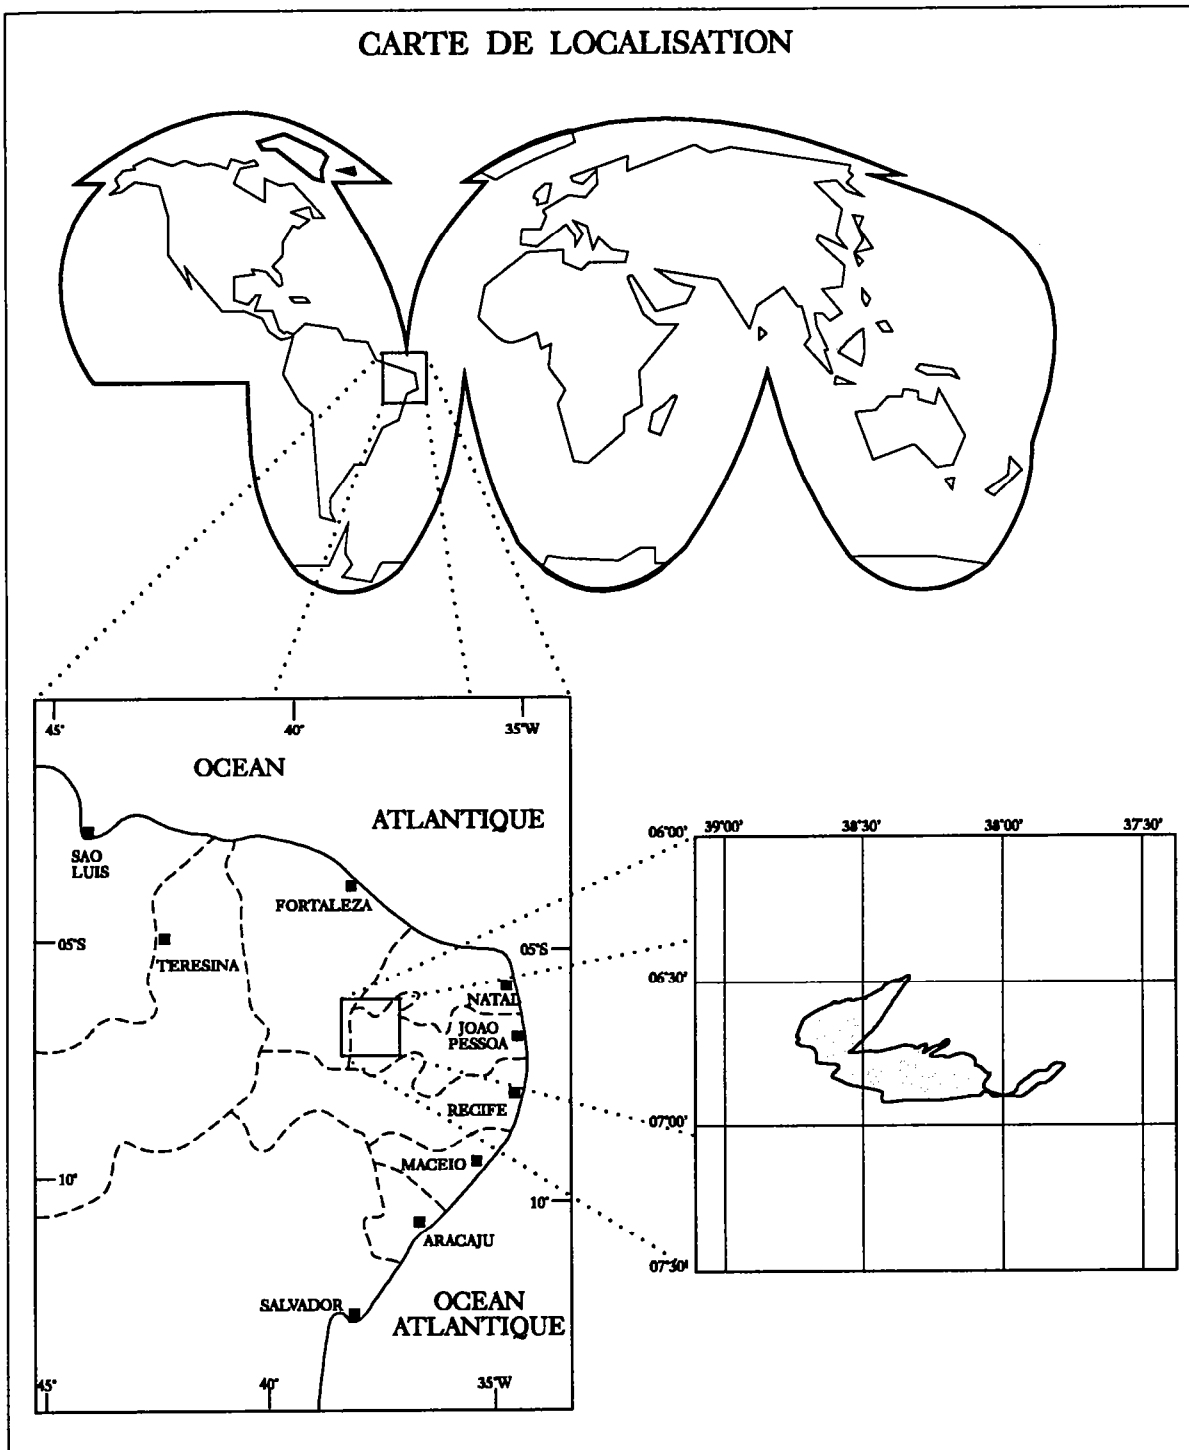 CARTE DE LOCALISATION
45° 40° 35°W
OCEAN
ATLANTIQUE
SAO
LUIS
FORTALEZA
05°S 05°S
TERESINA
NATAL
JOAO
PESSOA
RECIFE
MACEIO
10° 10°
ARACAJU
SALVADOR
OCEAN
ATLANTIQUE
45° 40° 35°W
06°00' 39°00' 38°30' 38°00' 37°30'
06°30'
07°00'
07°30'